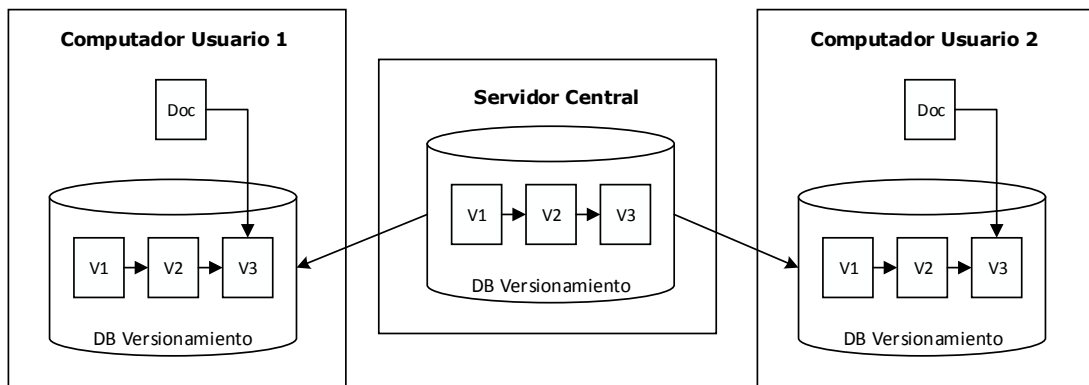 Computador Usuario 1
Doc
V1
V2
V3
DB Versionamiento
Servidor Central
V1
V2
V3
DB Versionamiento
Computador Usuario 2
Doc
V1
V2
V3
DB Versionamiento